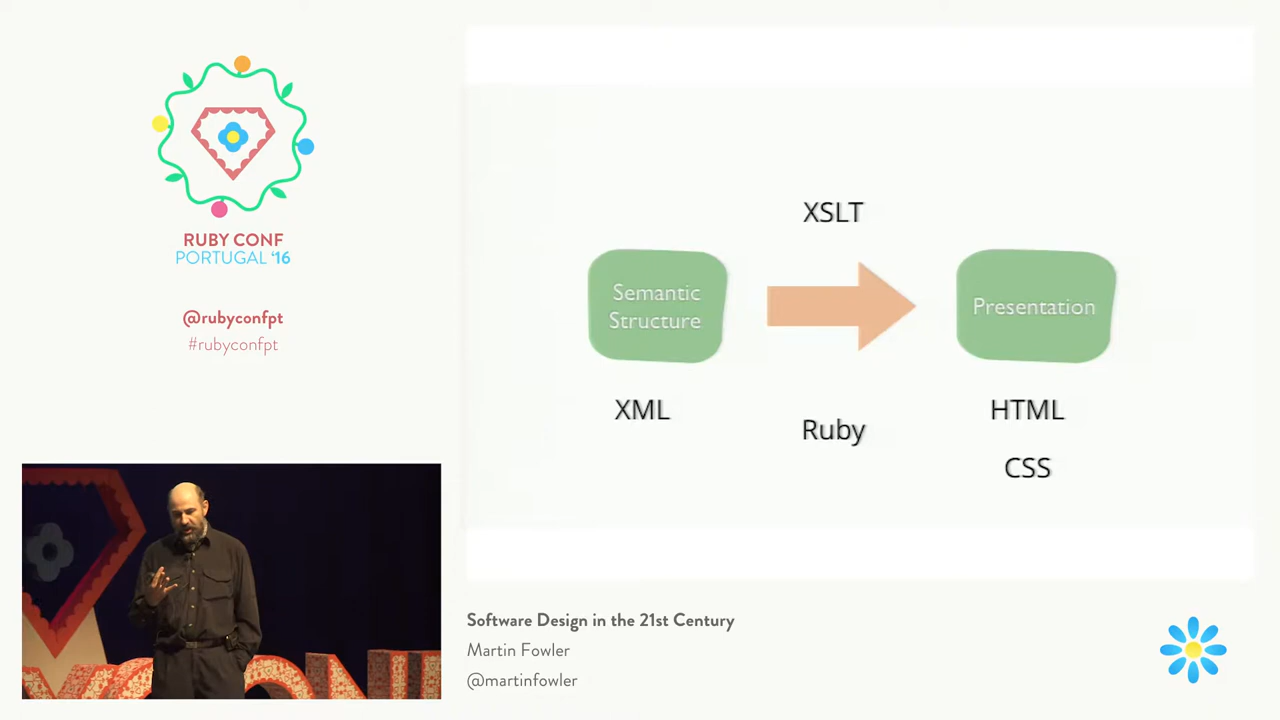 RUBY CONF
PORTUGAL '16
@rubyconfpt
#rubyconfpt
XSLT
Semantic
Structure
Presentation
XML
Ruby
HTML
CSS
Software Design in the 21st Century
Martin Fowler
@martinfowler